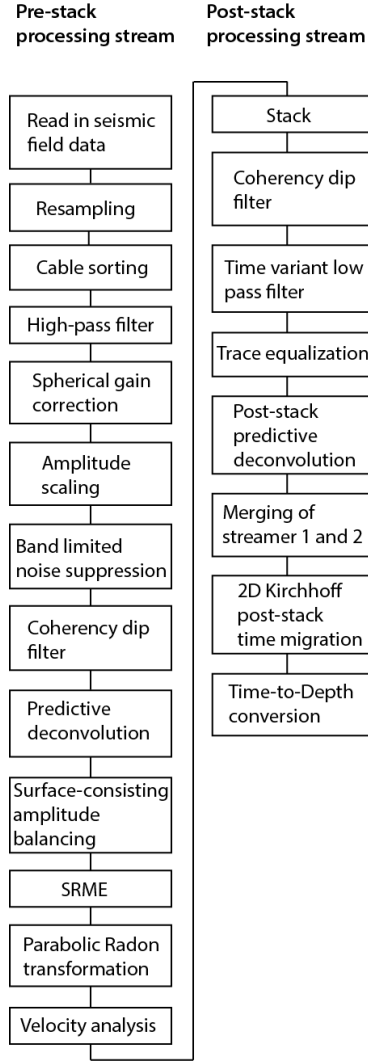 Pre-stack
processing stream
Read in seismic
field data
Resampling
Cable sorting
High-pass filter
Spherical gain
correction
Amplitude
scaling
Band limited
noise suppression
Coherency dip
filter
Predictive
deconvolution
Surface-consisting
amplitude
balancing
SRME
Parabolic Radon
transformation
Velocity analysis
Post-stack
processing stream
Stack
Coherency dip
filter
Time variant low
pass filter
Trace equalization
Post-stack
predictive
deconvolution
Merging of
streamer 1 and 2
2D Kirchhoff
post-stack
time migration
Time-to-Depth
conversion